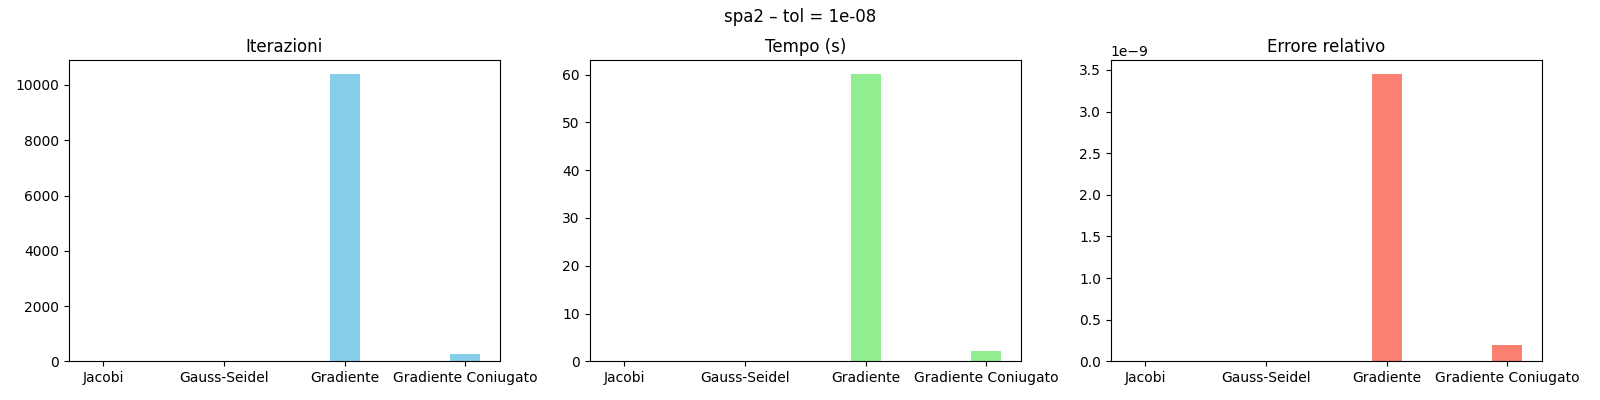 spa2 – tol = 1e-08
Iterazioni
10000
8000
6000
4000
2000
0
Jacobi
Gauss-Seidel
Gradiente
Gradiente Coniugato
Tempo (s)
60
50
40
30
20
10
0
Jacobi
Gauss-Seidel
Gradiente
Gradiente Coniugato
Errore relativo
1e−9
3.5
3.0
2.5
2.0
1.5
1.0
0.5
0.0
Jacobi
Gauss-Seidel
Gradiente
Gradiente Coniugato